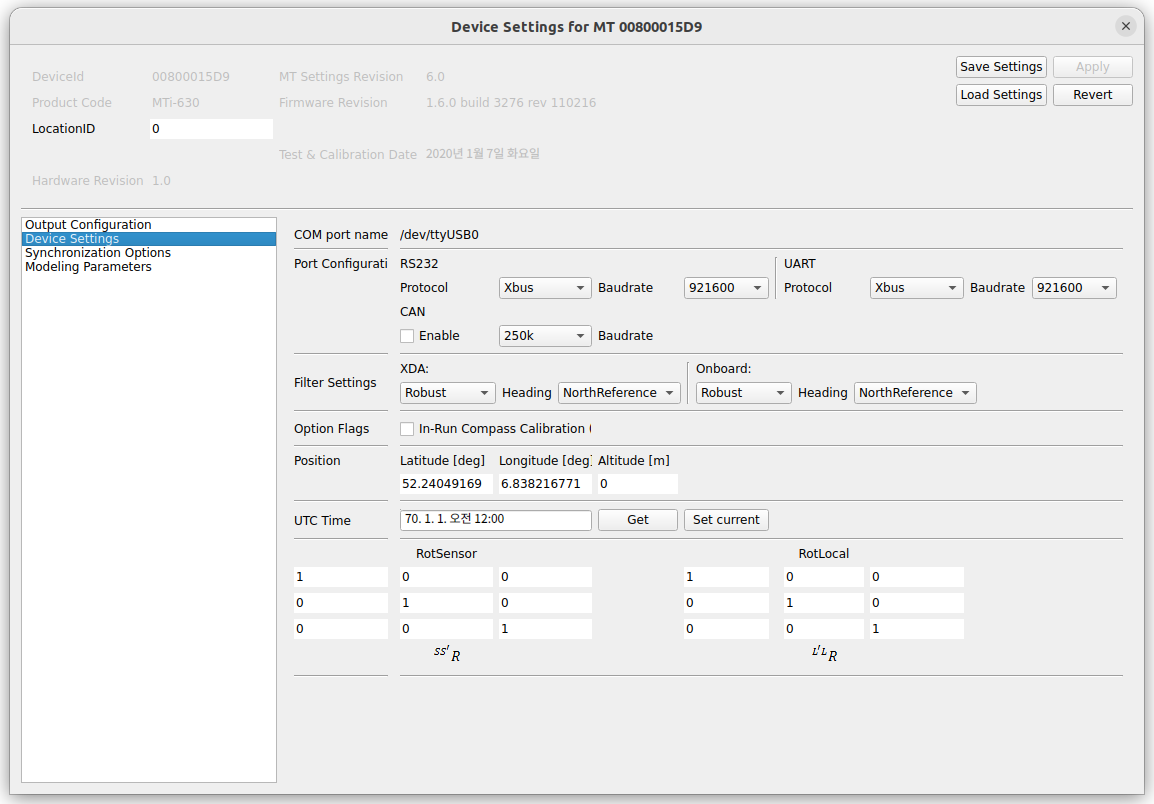 Device Settings for MT 00800015D9
DeviceId 00800015D9 MT Settings Revision 6.0
Save Settings Apply
Product Code MTi-630 Firmware Revision 1.6.0 build 3276 rev 110216
Load Settings Revert
LocationID 0
Test & Calibration Date 2020년 1월 7일 화요일
Hardware Revision 1.0
Output Configuration
Device Settings
Synchronization Options
Modeling Parameters
COM port name /dev/ttyUSB0
Port Configurati RS232 UART
Protocol Xbus Baudrate 921600 Protocol Xbus Baudrate 921600
CAN
Enable 250k Baudrate
XDA: Onboard:
Filter Settings
Robust Heading NorthReference Robust Heading NorthReference
Option Flags In-Run Compass Calibration (
Position Latitude [deg] Longitude [deg] Altitude [m]
52.24049169 6.838216771 0
UTC Time 70. 1. 1. 오전 12:00 Get Set current
RotSensor RotLocal
1 0 0 1 0 0
0 1 0 0 1 0
0 0 1 0 0 1
SS' R L'L R